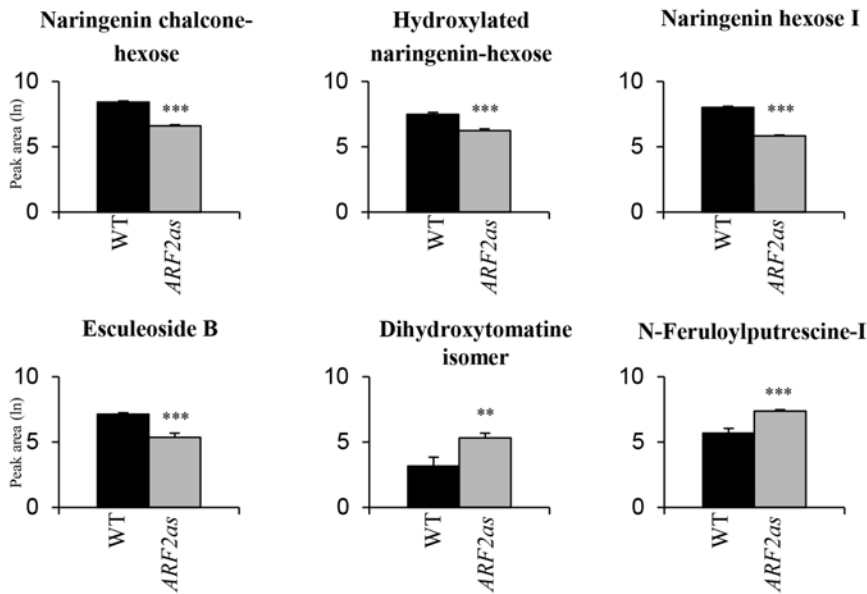 Naringenin chalcone-
hexose
Peak area (ln)
10
5
0
***
WT
ARF2as
Hydroxylated
naringenin-hexose
10
5
0
***
WT
ARF2as
Naringenin hexose I
10
5
0
***
WT
ARF2as
Esculeoside B
Peak area (ln)
10
5
0
***
WT
ARF2as
Dihydroxytomatine
isomer
10
5
0
**
WT
ARF2as
N-Feruloylputrescine-I
10
5
0
***
WT
ARF2as